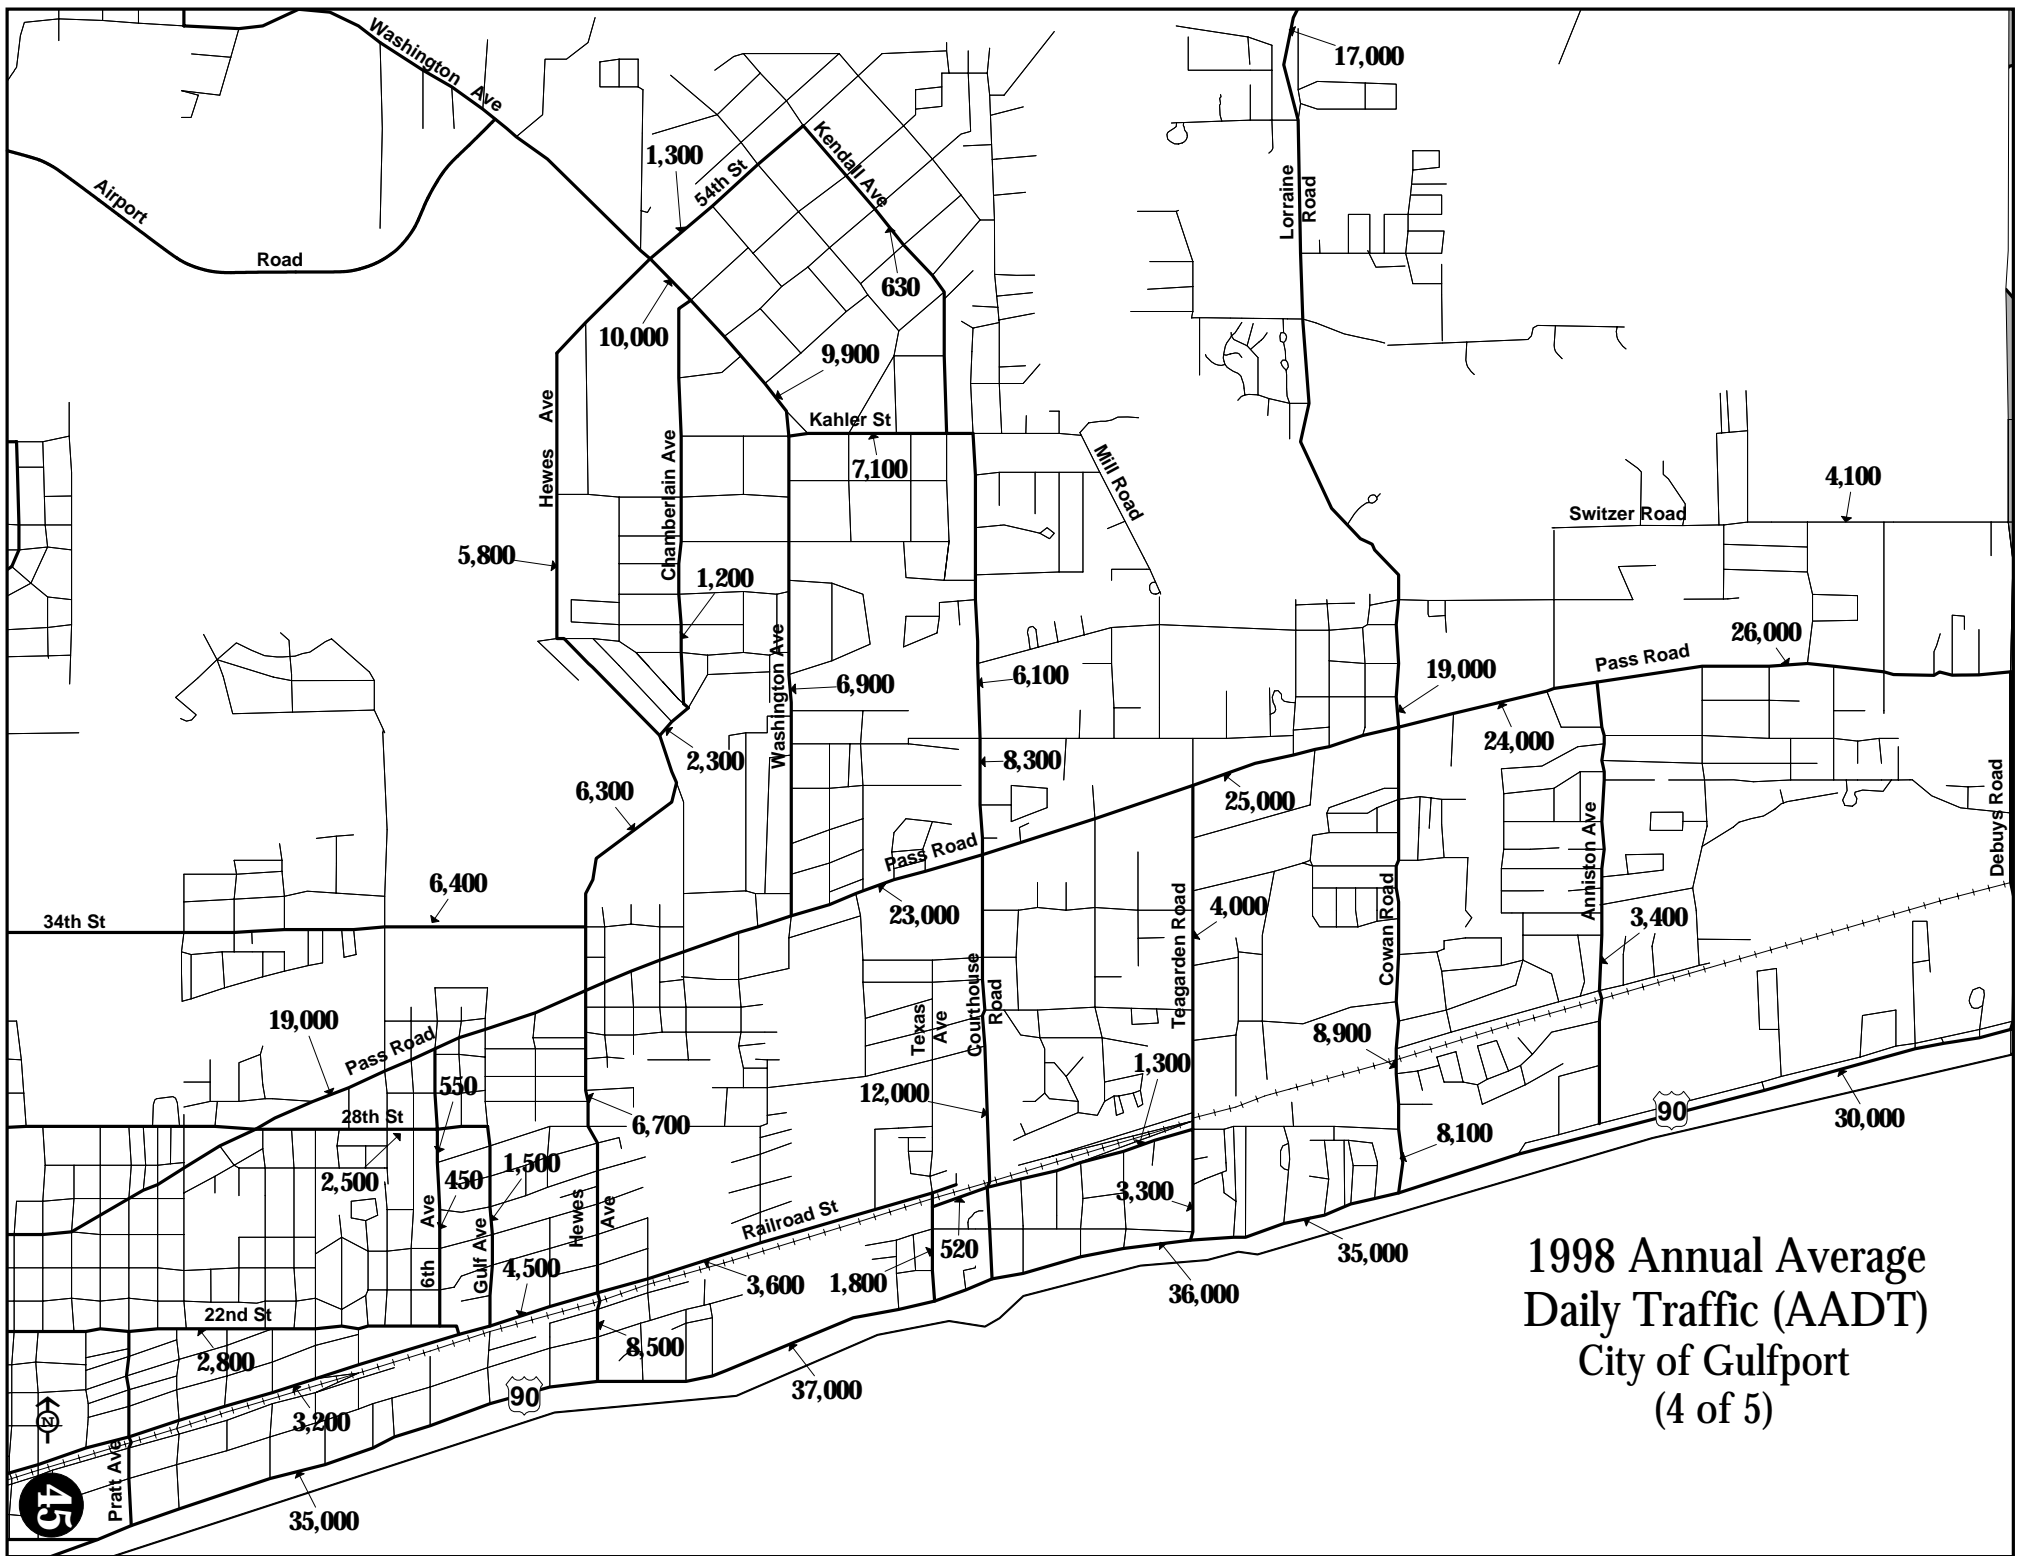 Washington Ave
17,000
1,300
54th St
Kendall Ave
Airport
Road
Lorraine
Road
630
10,000
9,900
Kahler St
7,100
Hewes Ave
Chamberlain Ave
Mill Road
4,100
Switzer Road
5,800
1,200
Washington Ave
6,900
6,100
26,000
Pass Road
19,000
24,000
2,300
8,300
6,300
25,000
Debuys Road
Anniston Ave
Pass Road
6,400
34th St
23,000
Teagarden Road
4,000
Cowan Road
3,400
Courthouse
Road
Texas
Ave
19,000
Pass Road
8,900
1,300
550
12,000
28th St
6,700
90
30,000
8,100
2,500
450
1,500
3,300
6th Ave
Gulf Ave
Hewes
Ave
Railroad St
520
35,000
4,500
3,600
1,800
36,000
22nd St
2,800
8,500
37,000
90
N
3,200
Pratt Ave
45
35,000
1998 Annual Average
Daily Traffic (AADT)
City of Gulfport
(4 of 5)